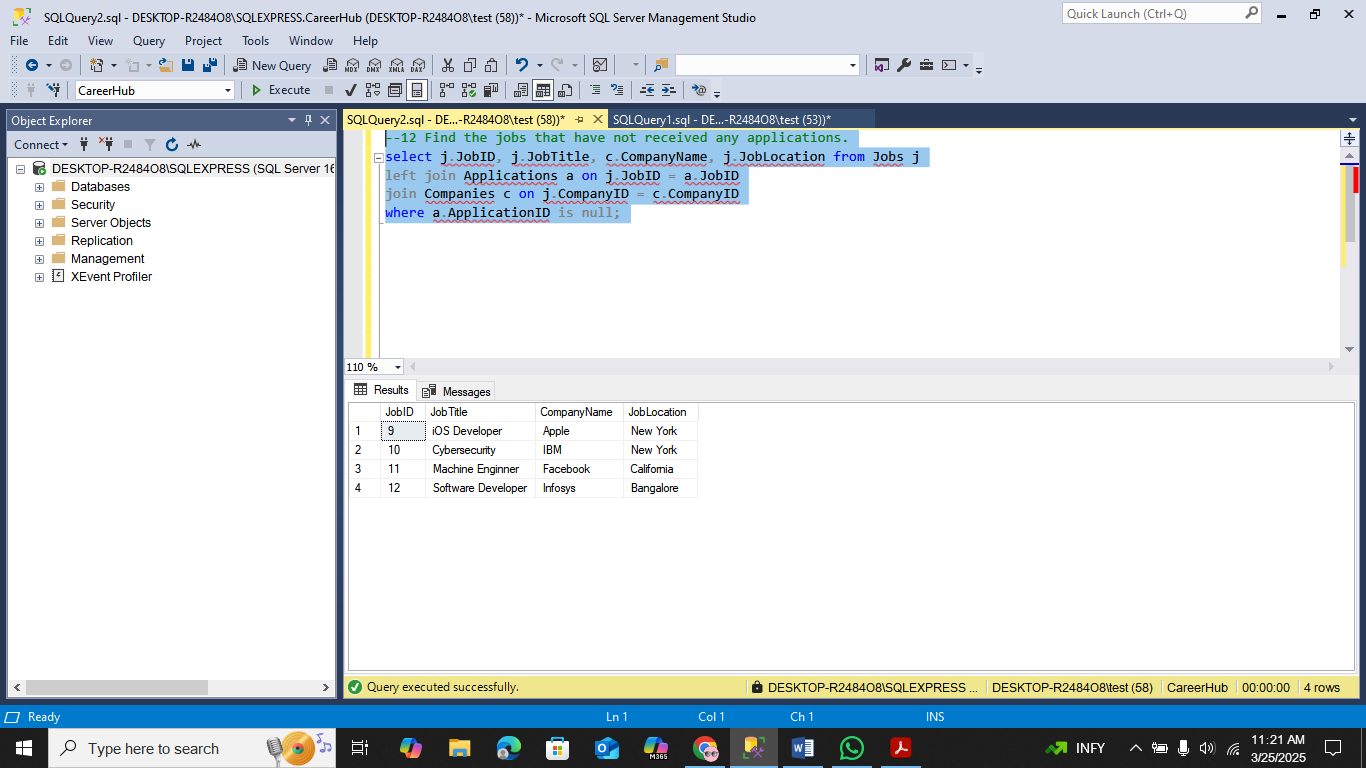 SQLQuery2.sql - DESKTOP-R2484O8\SQLEXPRESS.CareerHub (DESKTOP-R2484O8\test (58))* - Microsoft SQL Server Management Studio
Quick Launch (Ctrl+Q)
File Edit View Query Project Tools Window Help
New Query MDX DMX XMLA DAX
CareerHub Execute
Object Explorer
Connect
DESKTOP-R2484O8\SQLEXPRESS (SQL Server 16
Databases
Security
Server Objects
Replication
Management
XEvent Profiler
SQLQuery2.sql - DE...-R2484O8\test (58))* SQLQuery1.sql - DE...-R2484O8\test (53))*
--12 Find the jobs that have not received any applications.
select j.JobID, j.JobTitle, c.CompanyName, j.JobLocation from Jobs j
left join Applications a on j.JobID = a.JobID
join Companies c on j.CompanyID = c.CompanyID
where a.ApplicationID is null;
110 %
Results Messages
JobID JobTitle CompanyName JobLocation
1 9 iOS Developer Apple New York
2 10 Cybersecurity IBM New York
3 11 Machine Enginner Facebook California
4 12 Software Developer Infosys Bangalore
Query executed successfully. DESKTOP-R2484O8\SQLEXPRESS ... DESKTOP-R2484O8\test (58) CareerHub 00:00:00 4 rows
Ready Ln 1 Col 1 Ch 1 INS
Type here to search M365 INFY 11:21 AM
3/25/2025